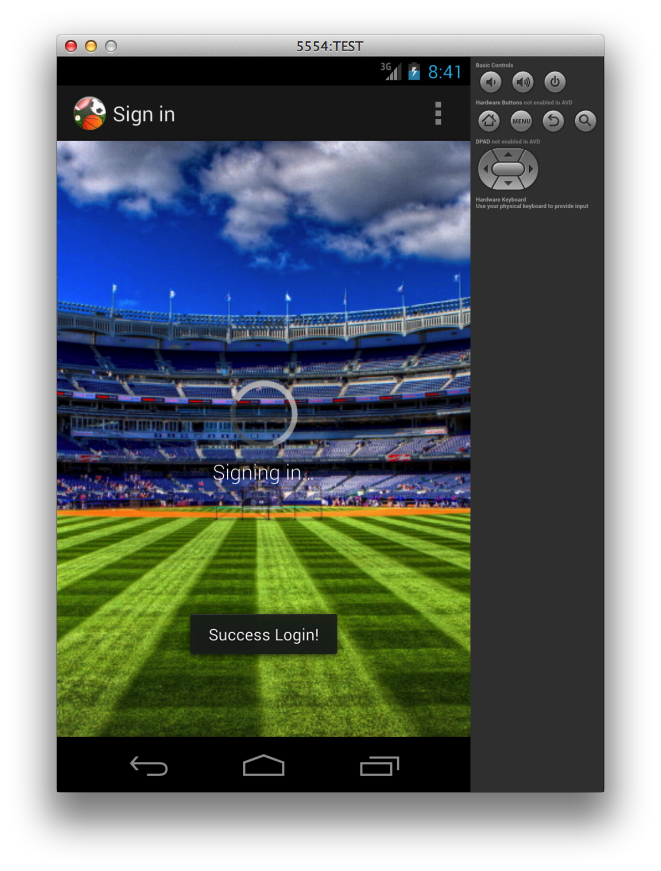 5554:TEST
3G
8:41
Sign in
Signing in...
Success Login!
Basic Controls
Hardware Buttons not enabled in AVD
MENU
DPAD not enabled in AVD
Hardware Keyboard
Use your physical keyboard to provide input